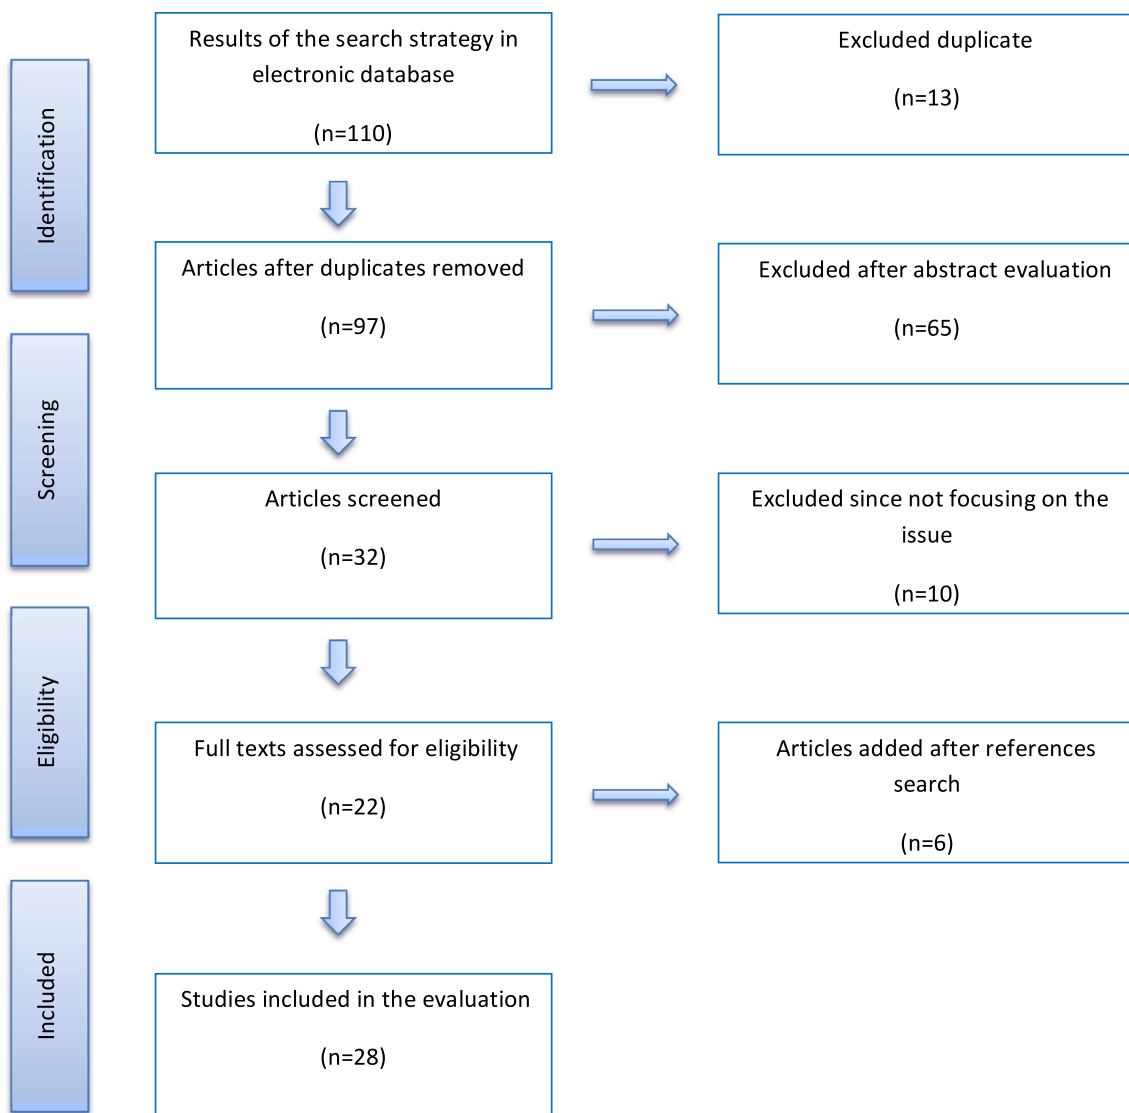 Identification
Results of the search strategy in
electronic database
(n=110)
Excluded duplicate
(n=13)
Articles after duplicates removed
(n=97)
Excluded after abstract evaluation
(n=65)
Screening
Articles screened
(n=32)
Excluded since not focusing on the
issue
(n=10)
Eligibility
Full texts assessed for eligibility
(n=22)
Articles added after references
search
(n=6)
Included
Studies included in the evaluation
(n=28)